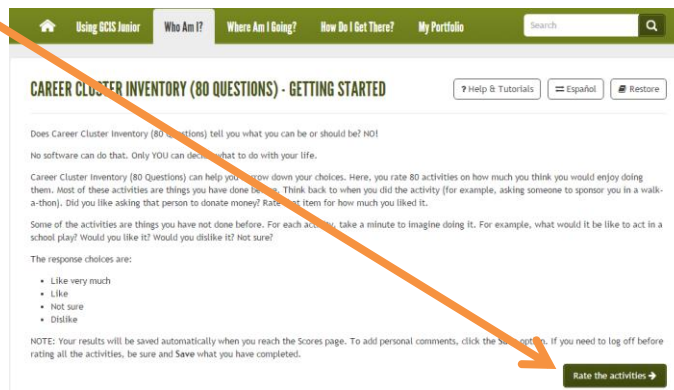 Using GCIS Junior Who Am I? Where Am I Going? How Do I Get There? My Portfolio Search
CAREER CLUSTER INVENTORY (80 QUESTIONS) - GETTING STARTED
? Help & Tutorials Español Restore
Does Career Cluster Inventory (80 Questions) tell you what you can be or should be? NO!
No software can do that. Only YOU can decide what to do with your life.
Career Cluster Inventory (80 Questions) can help you narrow down your choices. Here, you rate 80 activities on how much you think you would enjoy doing
them. Most of these activities are things you have done before. Think back to when you did the activity (for example, asking someone to sponsor you in a walk-
a-thon). Did you like asking that person to donate money? Rate that item for how much you liked it.
Some of the activities are things you have not done before. For each activity, take a minute to imagine doing it. For example, what would it be like to act in a
school play? Would you like it? Would you dislike it? Not sure?
The response choices are:
• Like very much
• Like
• Not sure
• Dislike
NOTE: Your results will be saved automatically when you reach the Scores page. To add personal comments, click the Save option. If you need to log off before
rating all the activities, be sure and Save what you have completed.
Rate the activities →